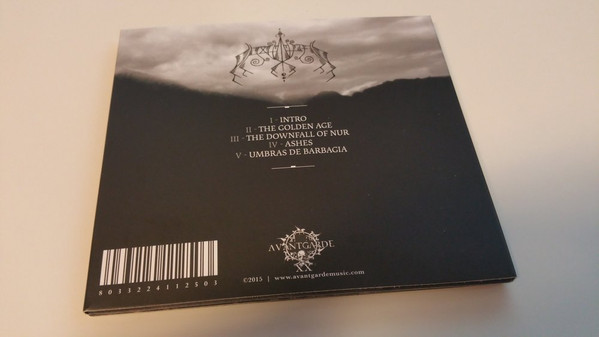 I - INTRO
II - THE GOLDEN AGE
III - THE DOWNFALL OF NUR
IV - ASHES
V - UMBRAS DE BARBAGIA
AVANTGARDE
XX
8013224112503
©2015 | www.avantgardemusic.com